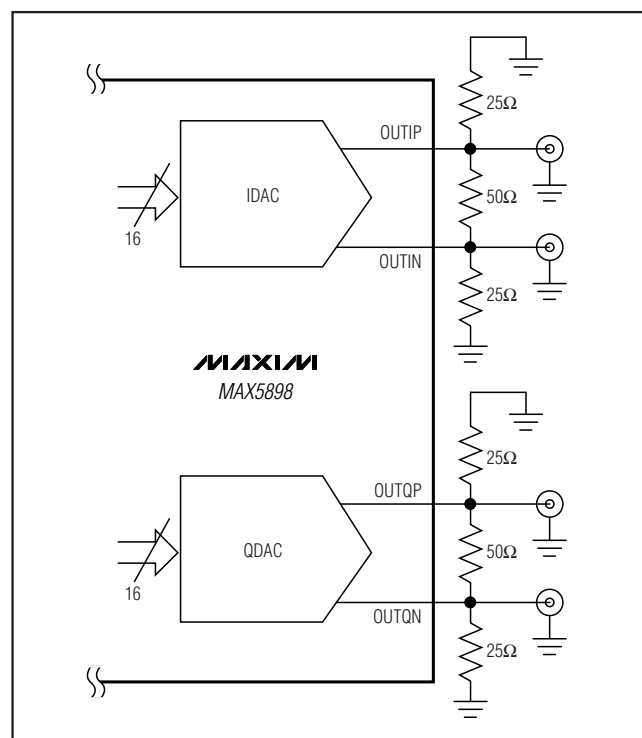 25Ω
OUTIP
50Ω
IDAC
16
OUTIN
25Ω
MAXIM
MAX5898
25Ω
OUTQP
50Ω
QDAC
16
OUTQN
25Ω